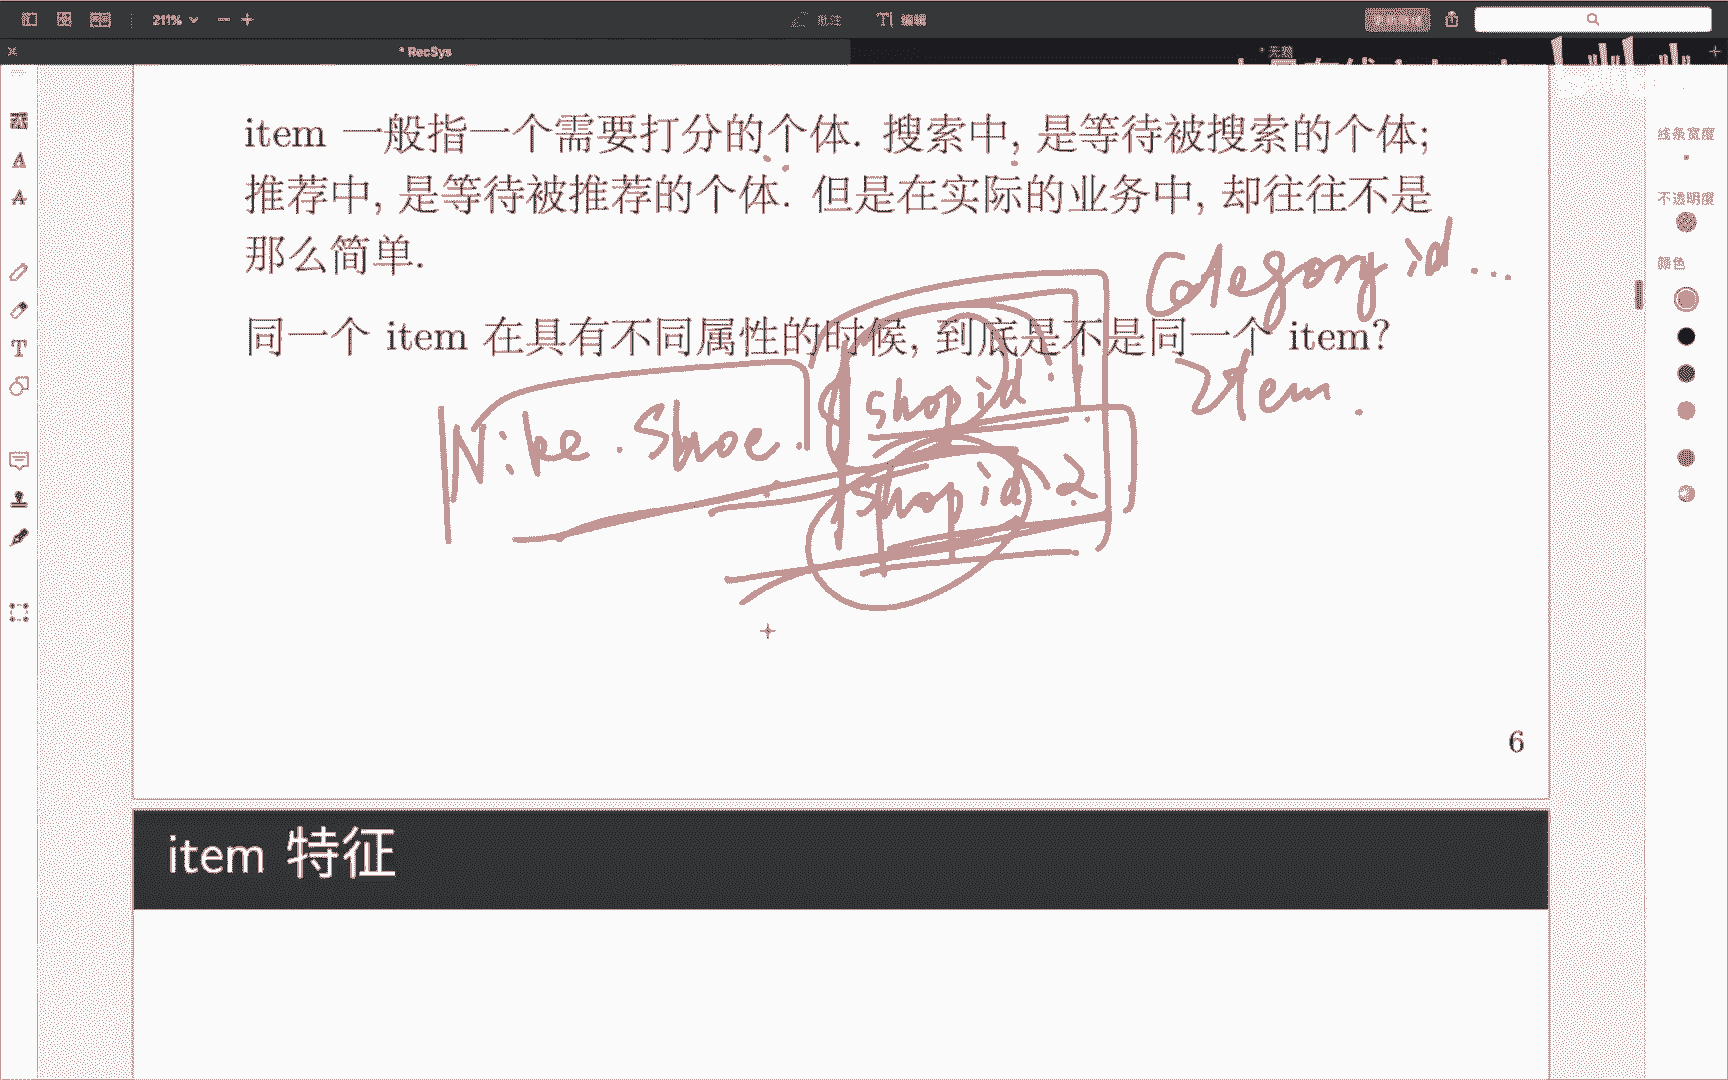 211%
批注
编辑
* RecSys
* 无题
item 一般指一个需要打分的个体. 搜索中, 是等待被搜索的个体;
推荐中, 是等待被推荐的个体. 但是在实际的业务中, 却往往不是
那么简单.
Category id ...
同一个 item 在具有不同属性的时候, 到底是不是同一个 item?
Item.
Nike. Shoe.
shop id 1
shop id 2
6
item 特征
线条宽度
不透明度
颜色